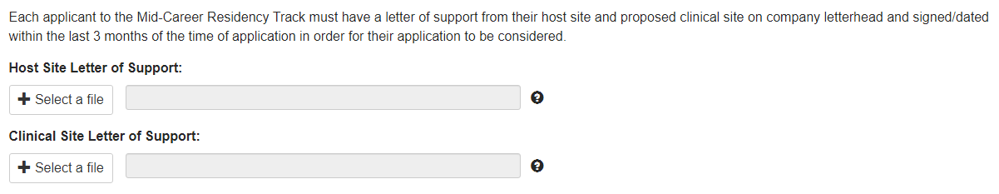 Each applicant to the Mid-Career Residency Track must have a letter of support from their host site and proposed clinical site on company letterhead and signed/dated
within the last 3 months of the time of application in order for their application to be considered.
Host Site Letter of Support:
+ Select a file
?
Clinical Site Letter of Support:
+ Select a file
?